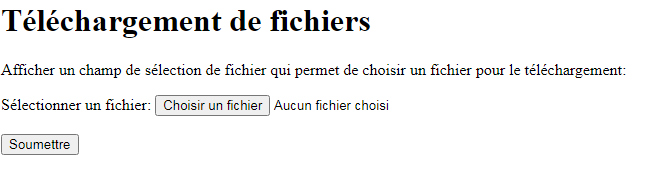 Téléchargement de fichiers
Afficher un champ de sélection de fichier qui permet de choisir un fichier pour le téléchargement:
Sélectionner un fichier: Choisir un fichier Aucun fichier choisi
Soumettre